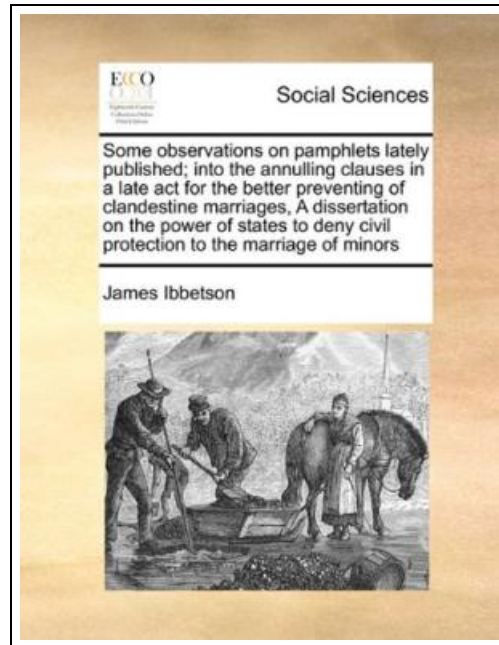 ECCO
Social Sciences
Some observations on pamphlets lately
published; into the annulling clauses in
a late act for the better preventing of
clandestine marriages, A dissertation
on the power of states to deny civil
protection to the marriage of minors
James Ibbetson